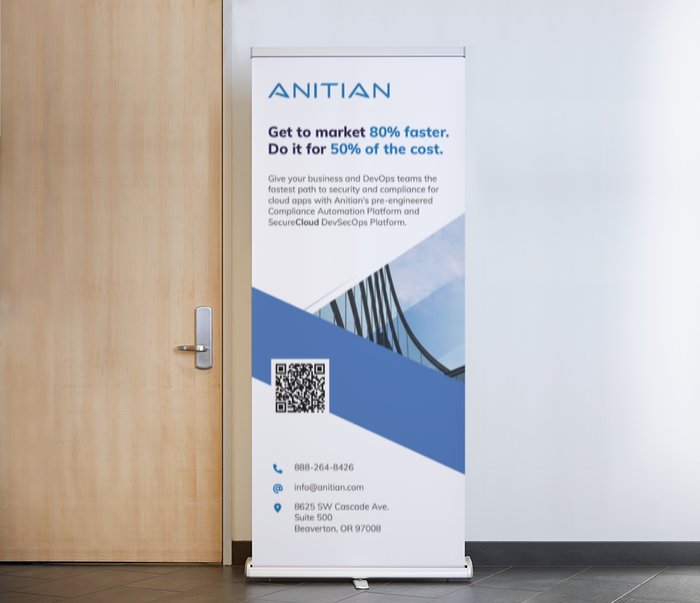 ANITIAN
Get to market 80% faster.
Do it for 50% of the cost.
Give your business and DevOps teams the
fastest path to security and compliance for
cloud apps with Anitian's pre-engineered
Compliance Automation Platform and
SecureCloud DevSecOps Platform.
888-264-8426
info@anitian.com
8625 SW Cascade Ave.
Suite 500
Beaverton, OR 97008